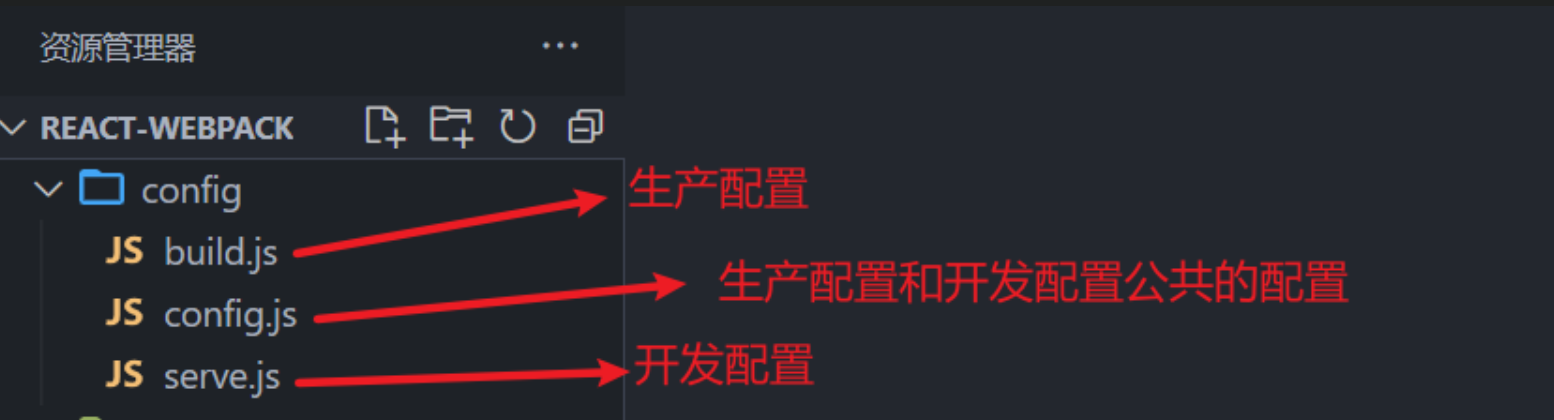 资源管理器 ···
REACT-WEBPACK
config
生产配置
JS build.js
生产配置和开发配置公共的配置
JS config.js
开发配置
JS serve.js